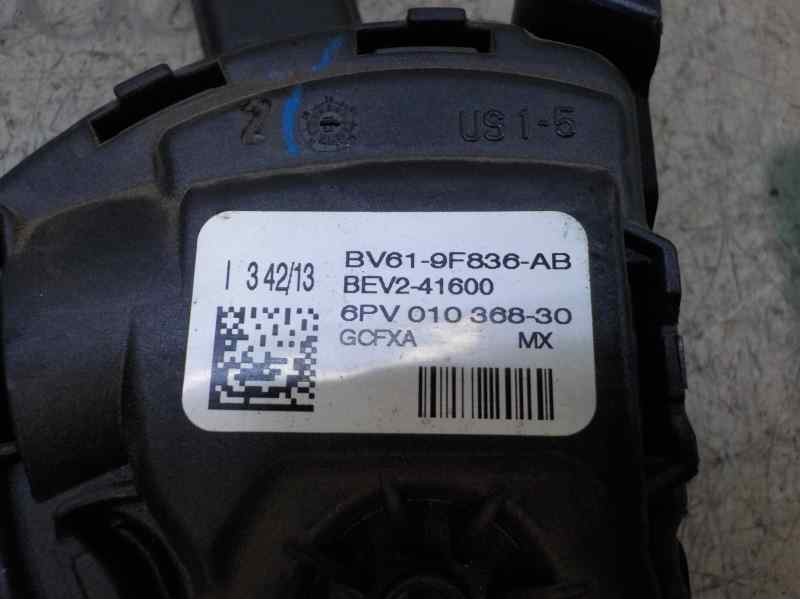 2
US 1-5
I 3 42/13
BV61-9F836-AB
BEV2-41600
6PV 010 368-30
GCFXA MX